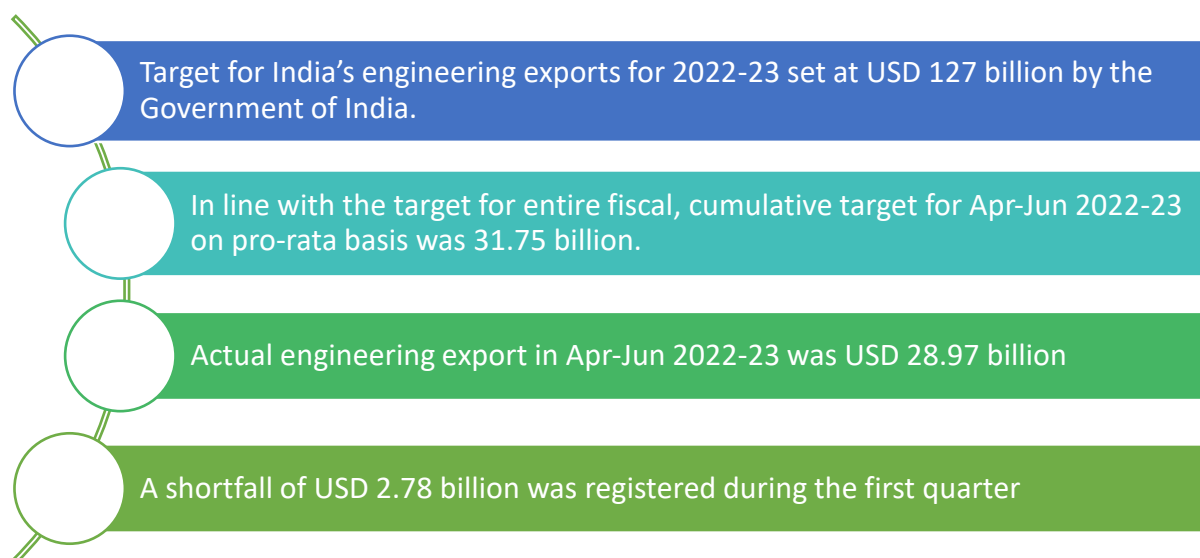 Target for India’s engineering exports for 2022-23 set at USD 127 billion by the
Government of India.
In line with the target for entire fiscal, cumulative target for Apr-Jun 2022-23
on pro-rata basis was 31.75 billion.
Actual engineering export in Apr-Jun 2022-23 was USD 28.97 billion
A shortfall of USD 2.78 billion was registered during the first quarter